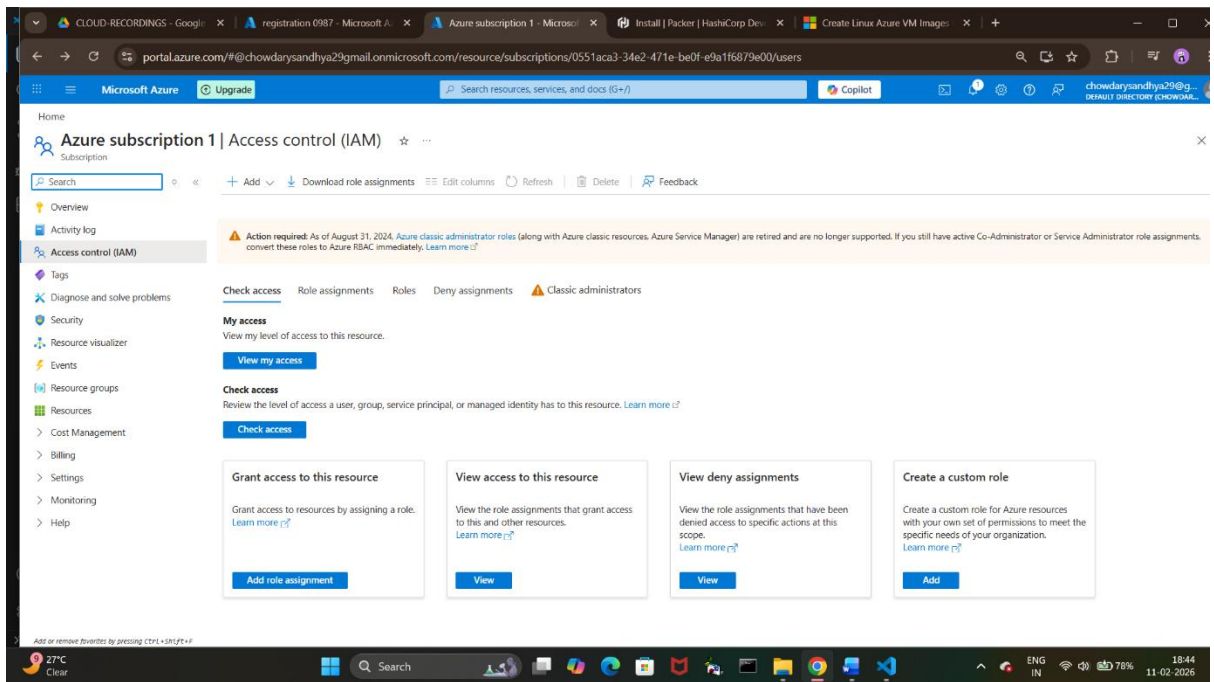 CLOUD-RECORDINGS - Google
registration 0987 - Microsoft A
Azure subscription 1 - Microsof
Install | Packer | HashiCorp Dev
Create Linux Azure VM Images
portal.azure.com/#@chowdarysandhya29gmail.onmicrosoft.com/resource/subscriptions/0551aca3-34e2-471e-be0f-e9a1f6879e00/users
Microsoft Azure
Upgrade
Search resources, services, and docs (G+/)
Copilot
chowdarysandhya29@g...
DEFAULT DIRECTORY (CHOWDAR...
Home
Azure subscription 1 | Access control (IAM)
Subscription
Search
Add
Download role assignments
Edit columns
Refresh
Delete
Feedback
Overview
Activity log
Access control (IAM)
Tags
Diagnose and solve problems
Security
Resource visualizer
Events
Resource groups
Resources
Cost Management
Billing
Settings
Monitoring
Help
Action required: As of August 31, 2024, Azure classic administrator roles (along with Azure classic resources, Azure Service Manager) are retired and are no longer supported. If you still have active Co-Administrator or Service Administrator role assignments,
convert these roles to Azure RBAC immediately. Learn more
Check access
Role assignments
Roles
Deny assignments
Classic administrators
My access
View my level of access to this resource.
View my access
Check access
Review the level of access a user, group, service principal, or managed identity has to this resource. Learn more
Check access
Grant access to this resource
Grant access to resources by assigning a role.
Learn more
Add role assignment
View access to this resource
View the role assignments that grant access
to this and other resources.
Learn more
View
View deny assignments
View the role assignments that have been
denied access to specific actions at this
scope.
Learn more
View
Create a custom role
Create a custom role for Azure resources
with your own set of permissions to meet the
specific needs of your organization.
Learn more
Add
Add or remove favorites by pressing Ctrl+Shift+F
9
27°C
Clear
Search
ENG
IN
78%
18:44
11-02-2026